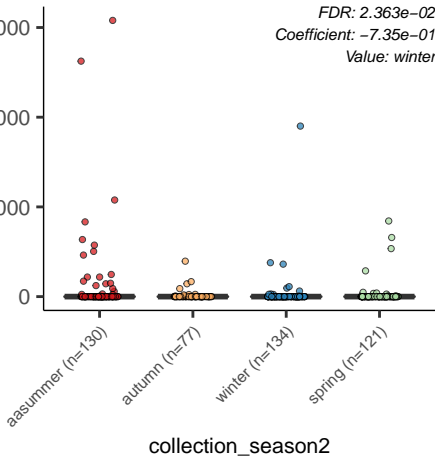 FDR: 2.363e−02
Coefficient: −7.35e−01
Value: winter
000
000
000
0
aasummer (n=130)
autumn (n=77)
winter (n=134)
spring (n=121)
collection_season2